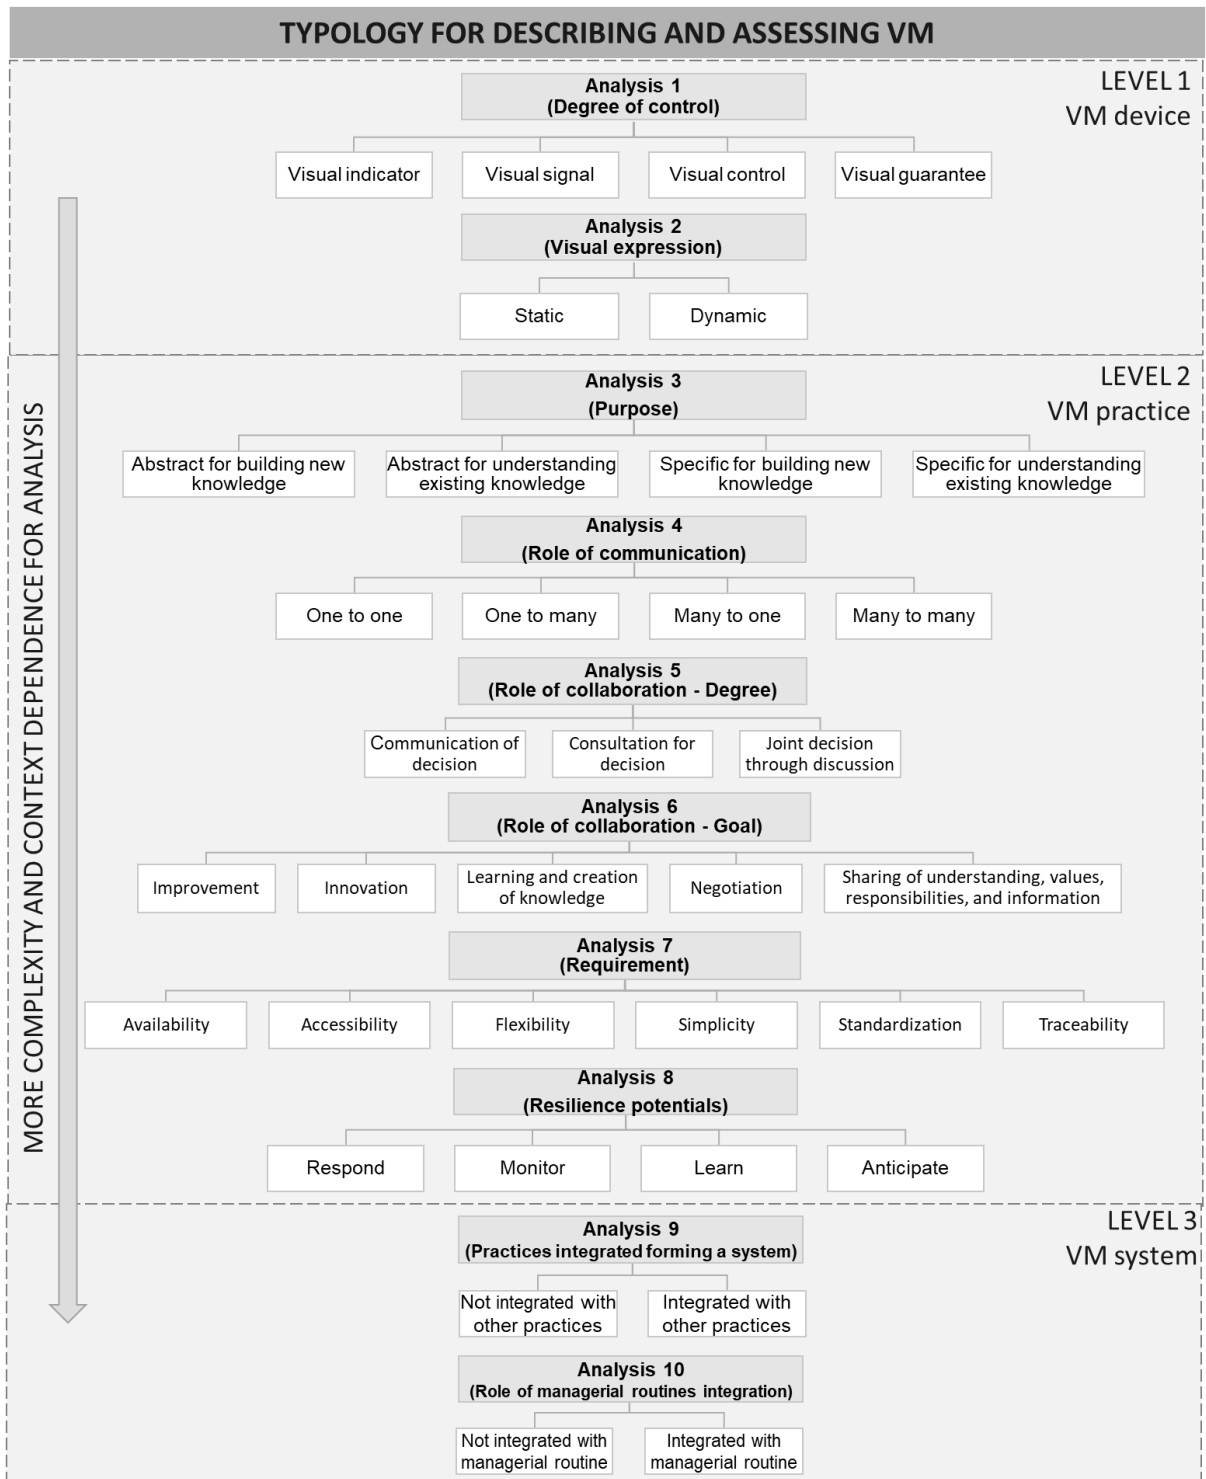 TYPOLOGY FOR DESCRIBING AND ASSESSING VM
LEVEL 1
VM device
Analysis 1
(Degree of control)
Visual indicator
Visual signal
Visual control
Visual guarantee
Analysis 2
(Visual expression)
Static
Dynamic
MORE COMPLEXITY AND CONTEXT DEPENDENCE FOR ANALYSIS
LEVEL 2
VM practice
Analysis 3
(Purpose)
Abstract for building new
knowledge
Abstract for understanding
existing knowledge
Specific for building new
knowledge
Specific for understanding
existing knowledge
Analysis 4
(Role of communication)
One to one
One to many
Many to one
Many to many
Analysis 5
(Role of collaboration - Degree)
Communication of
decision
Consultation for
decision
Joint decision
through discussion
Analysis 6
(Role of collaboration - Goal)
Improvement
Innovation
Learning and creation
of knowledge
Negotiation
Sharing of understanding, values,
responsibilities, and information
Analysis 7
(Requirement)
Availability
Accessibility
Flexibility
Simplicity
Standardization
Traceability
Analysis 8
(Resilience potentials)
Respond
Monitor
Learn
Anticipate
LEVEL 3
VM system
Analysis 9
(Practices integrated forming a system)
Not integrated with
other practices
Integrated with
other practices
Analysis 10
(Role of managerial routines integration)
Not integrated with
managerial routine
Integrated with
managerial routine